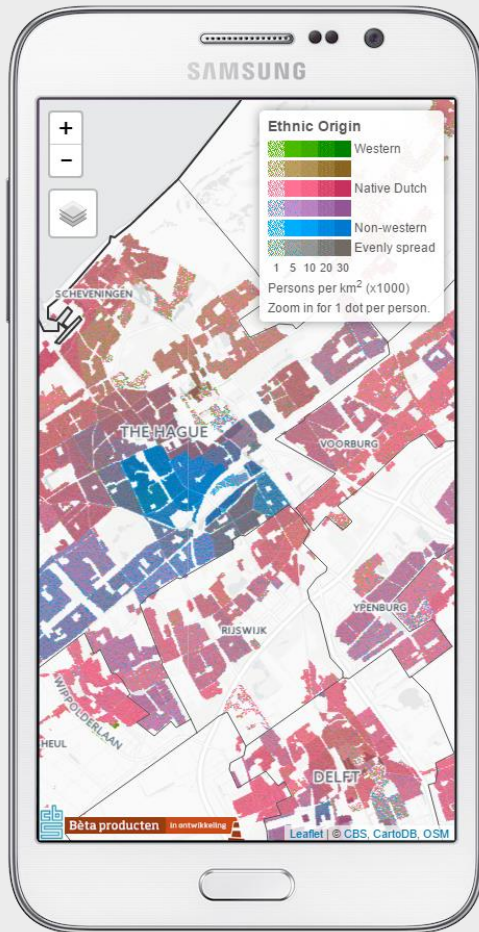 SAMSUNG
+
−
Ethnic Origin
Western
Native Dutch
Non-western
Evenly spread
1 5 10 20 30
Persons per km² (x1000)
Zoom in for 1 dot per person.
SCHEVENINGEN
THE HAGUE
VOORBURG
YPENBURG
RIJSWIJK
WIPPOLDERLAAN
HEUL
DELFT
cbs
Bèta producten in ontwikkeling
Leaflet | © CBS, CartoDB, OSM